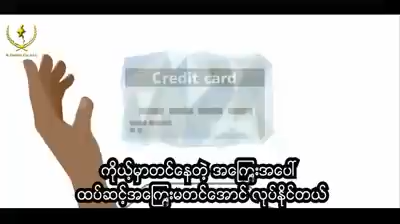 Credit card
ကိုယ့်မှာတင်နေတဲ့ အကြွေးအပေါ်
ထပ်ဆင့်အကြွေးမတင်အောင် လုပ်နိုင်တယ်